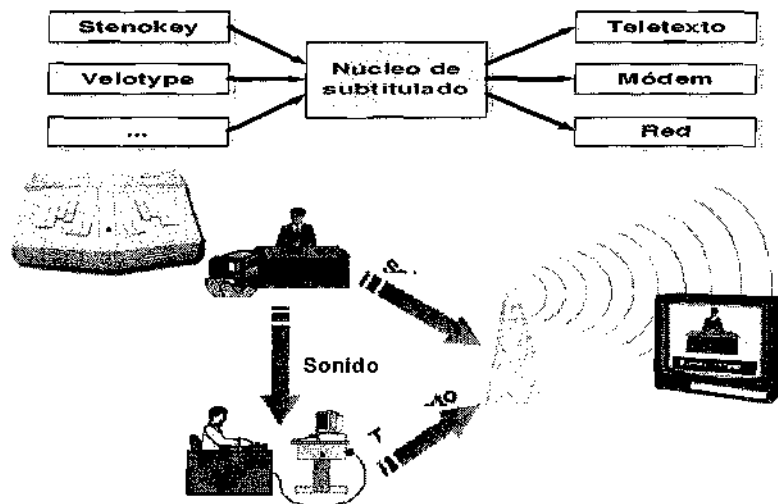 Stenokey
Teletexto
Velotype
Núcleo de
subtitulado
Módem
...
Red
Sonido